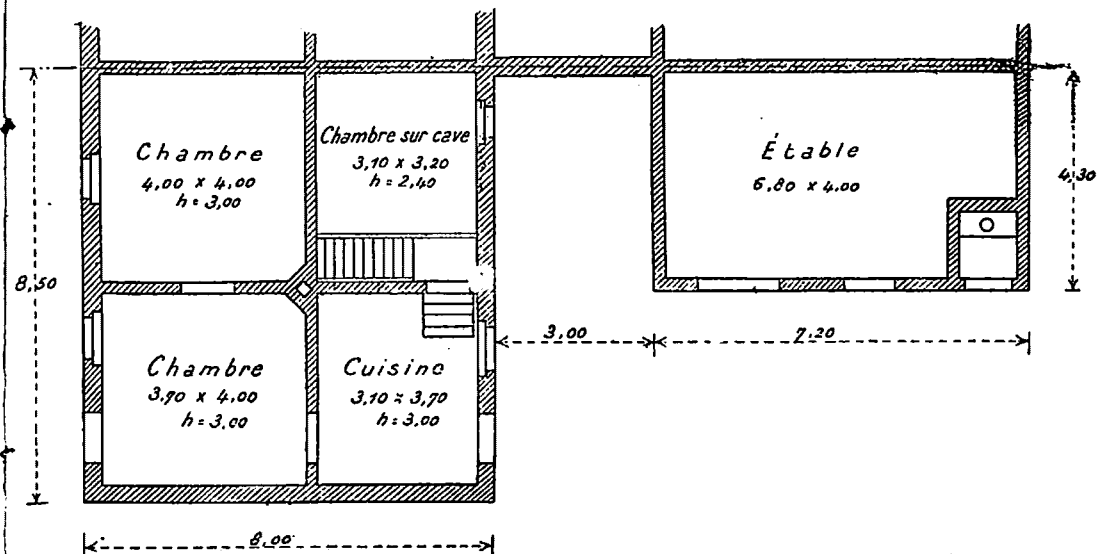 Chambre
4,00 x 4,00
h = 3,00
Chambre sur cave
3,10 x 3,20
h = 2,40
Étable
6.80 x 4.00
4,30
8,50
Chambre
3,70 x 4,00
h = 3,00
Cuisine
3,10 x 3,70
h = 3,00
3,00
7.20
8,00